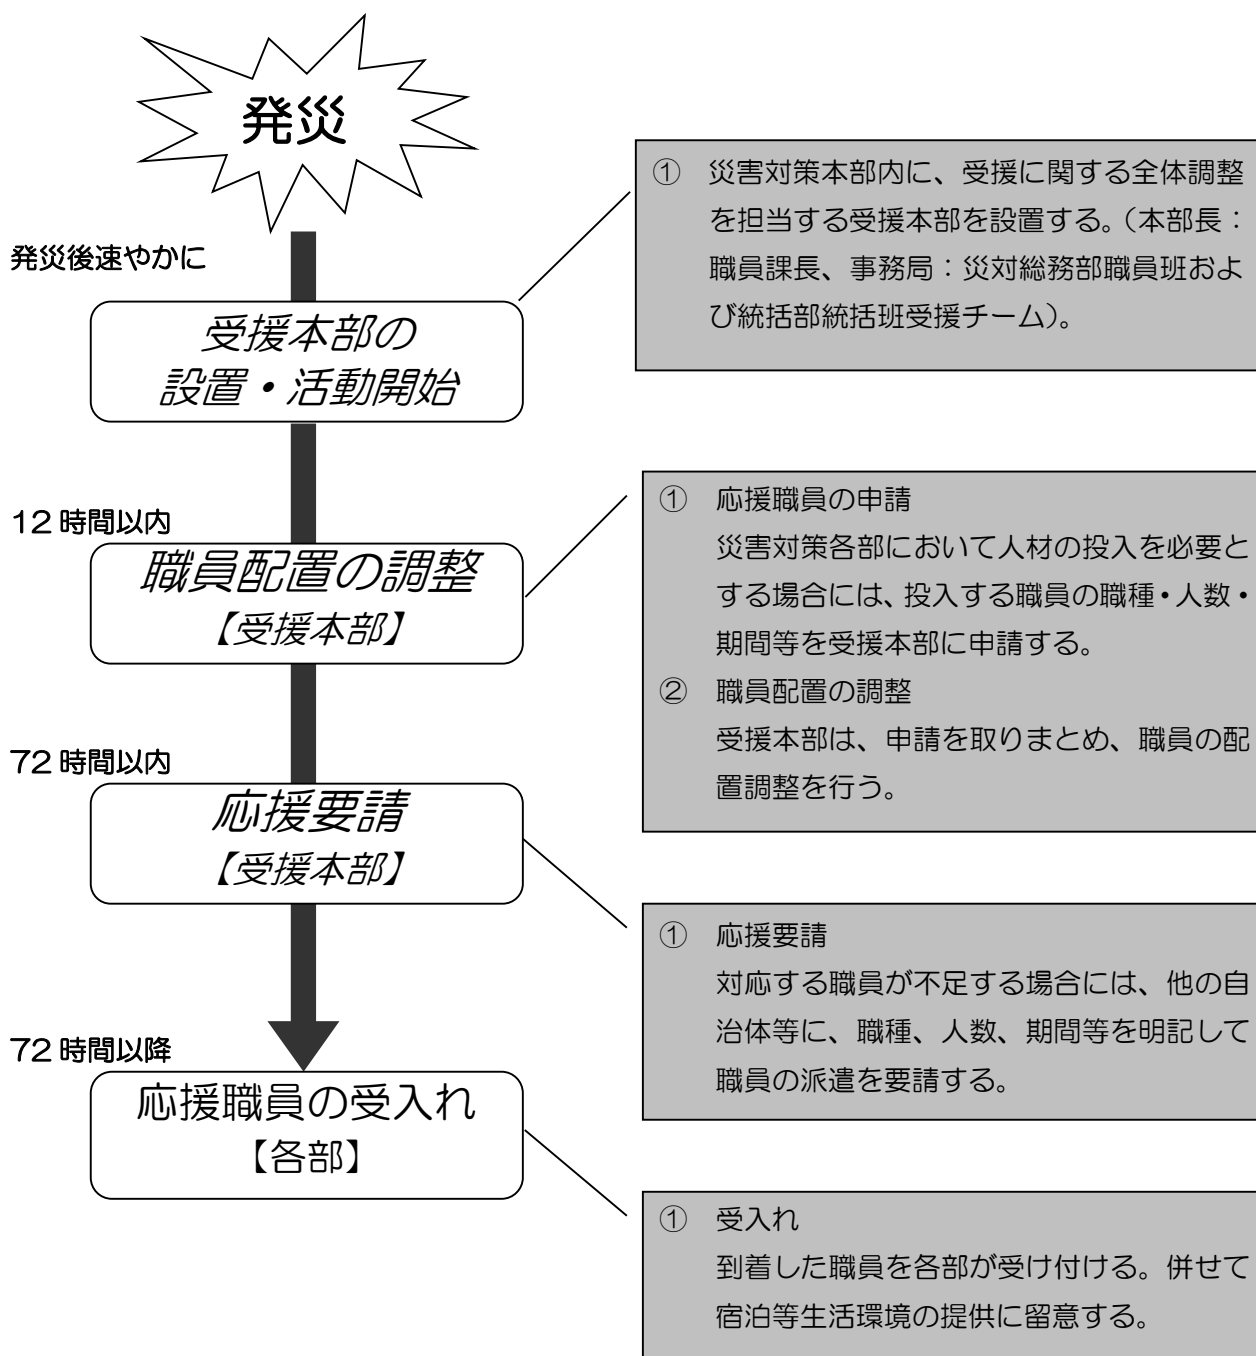 発災
発災後速やかに
受援本部の
設置・活動開始
① 災害対策本部内に、受援に関する全体調整
を担当する受援本部を設置する。（本部長：
職員課長、事務局：災対総務部職員班およ
び統括部統括班受援チーム）。
12時間以内
職員配置の調整
【受援本部】
① 応援職員の申請
災害対策各部において人材の投入を必要と
する場合には、投入する職員の職種・人数・
期間等を受援本部に申請する。
② 職員配置の調整
受援本部は、申請を取りまとめ、職員の配
置調整を行う。
72時間以内
応援要請
【受援本部】
① 応援要請
対応する職員が不足する場合には、他の自
治体等に、職種、人数、期間等を明記して
職員の派遣を要請する。
72時間以降
応援職員の受入れ
【各部】
① 受入れ
到着した職員を各部が受け付ける。併せて
宿泊等生活環境の提供に留意する。